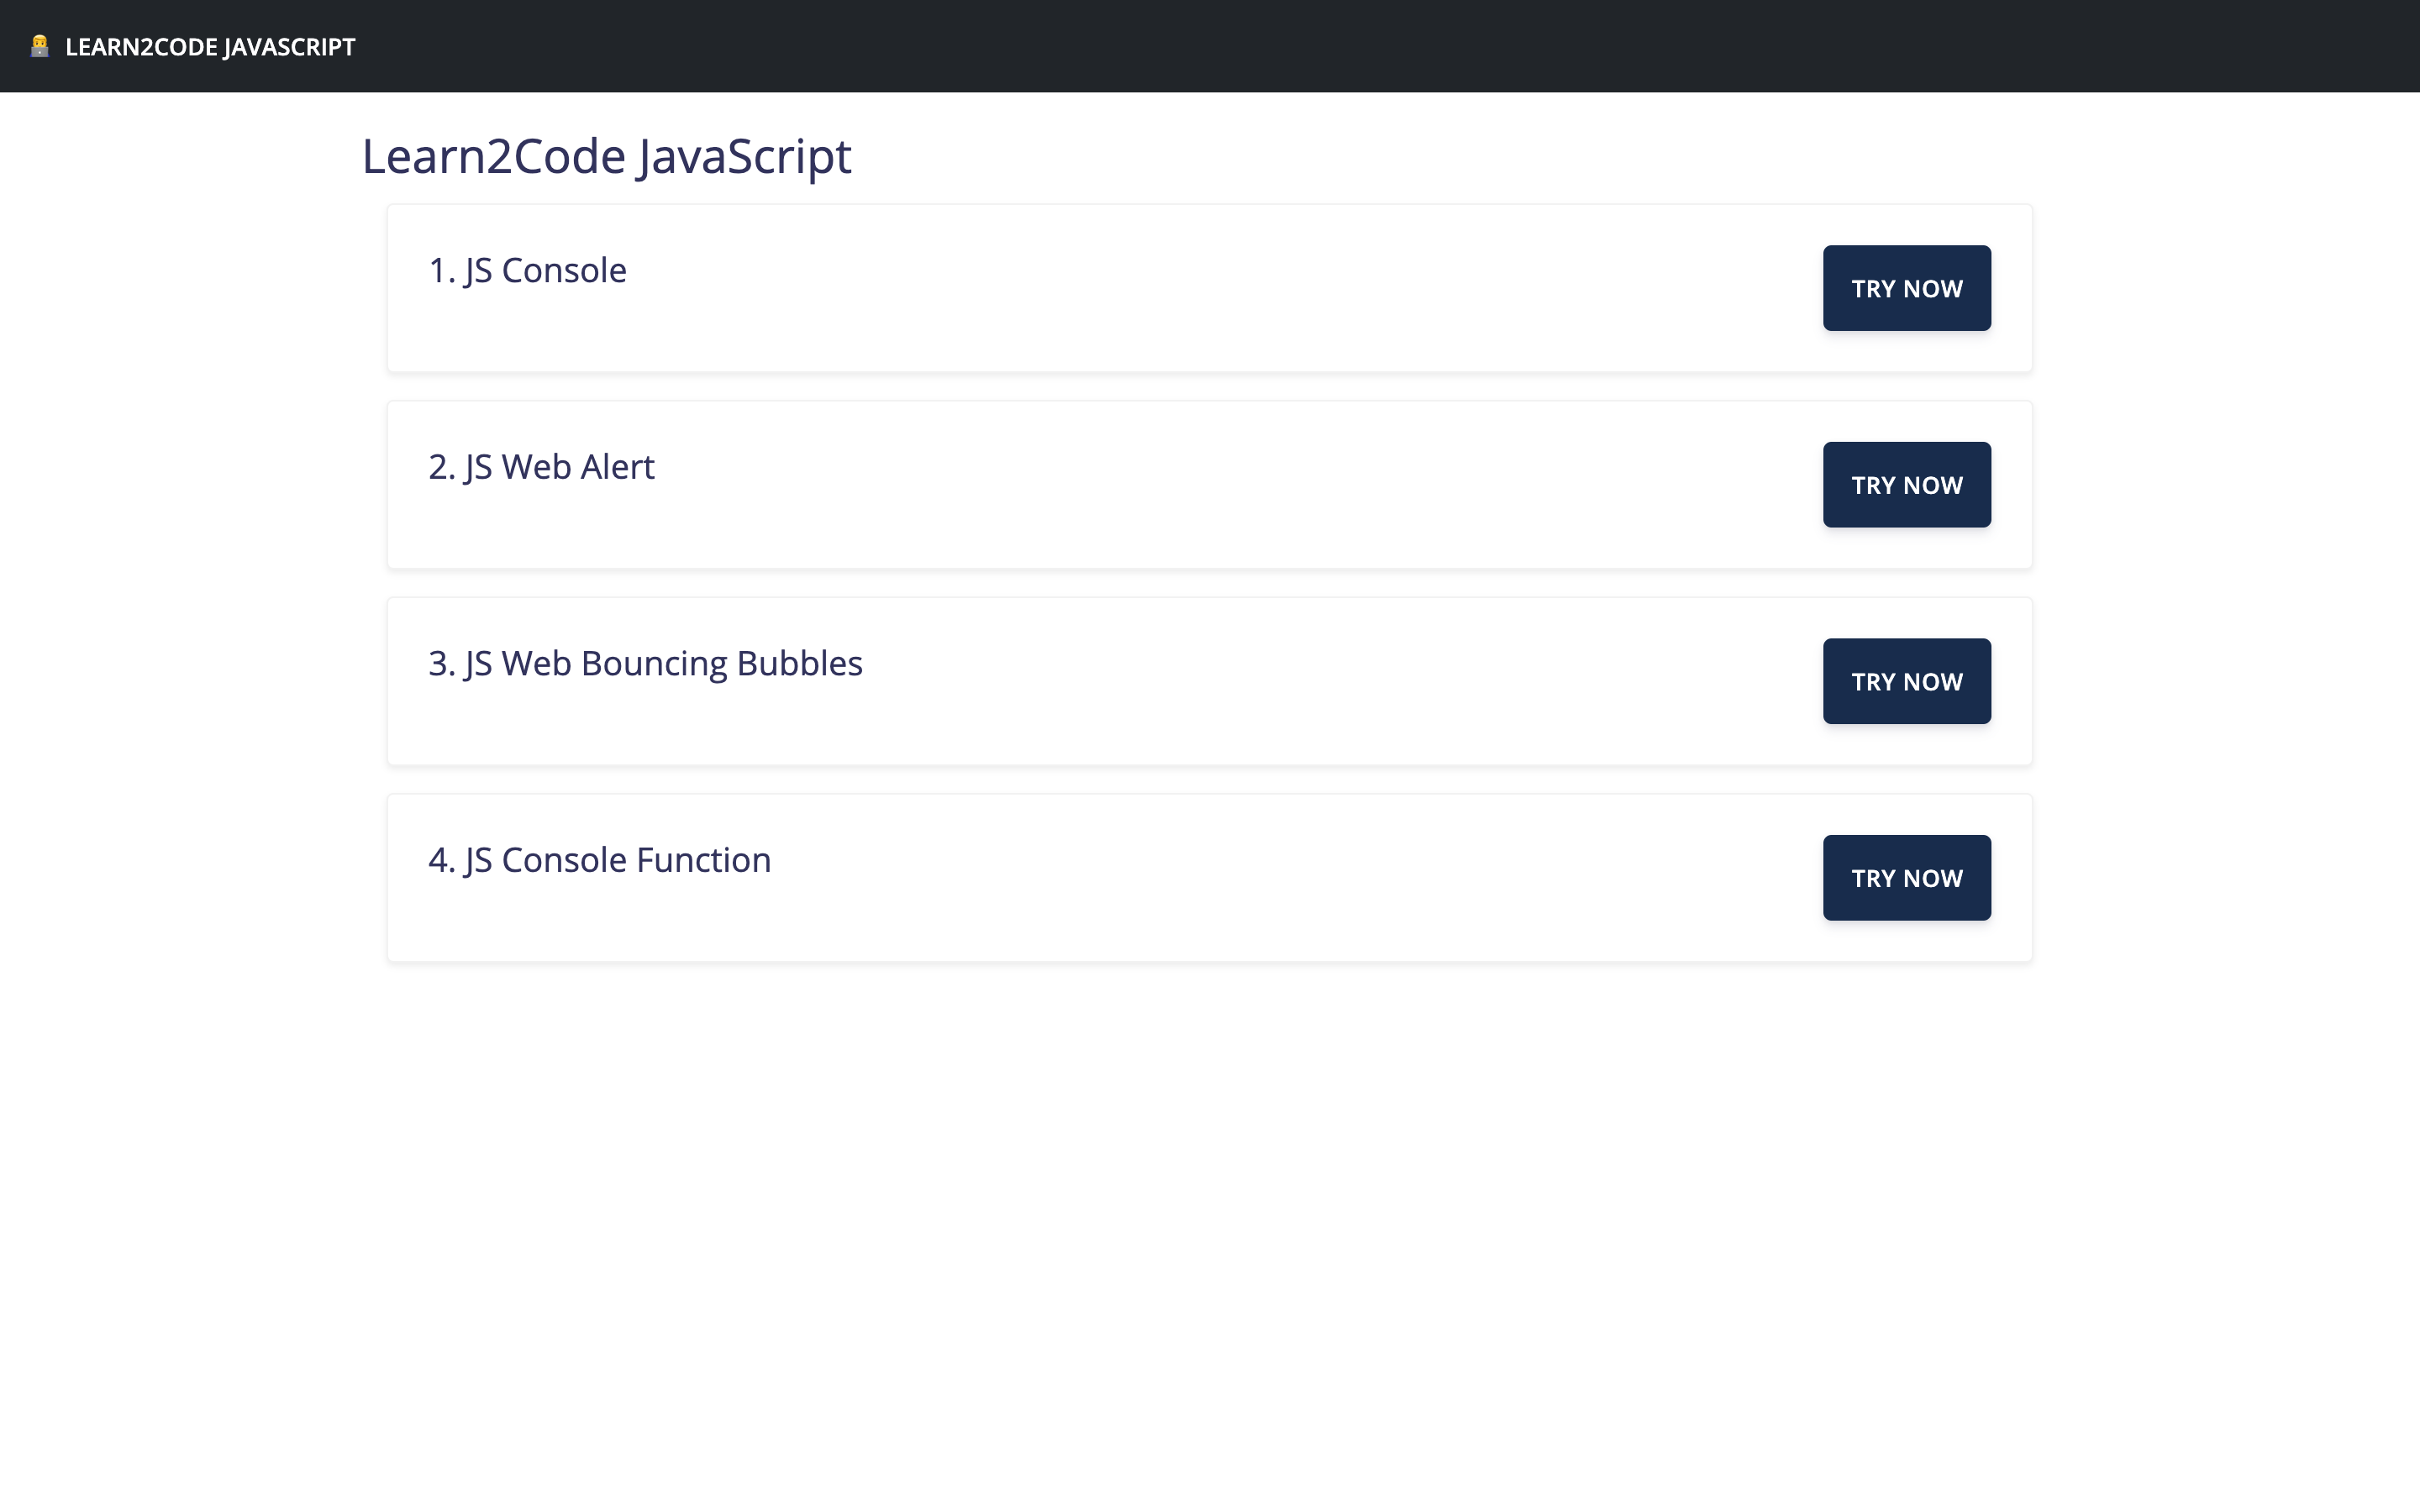 LEARN2CODE JAVASCRIPT
Learn2Code JavaScript
1. JS Console
TRY NOW
2. JS Web Alert
TRY NOW
3. JS Web Bouncing Bubbles
TRY NOW
4. JS Console Function
TRY NOW